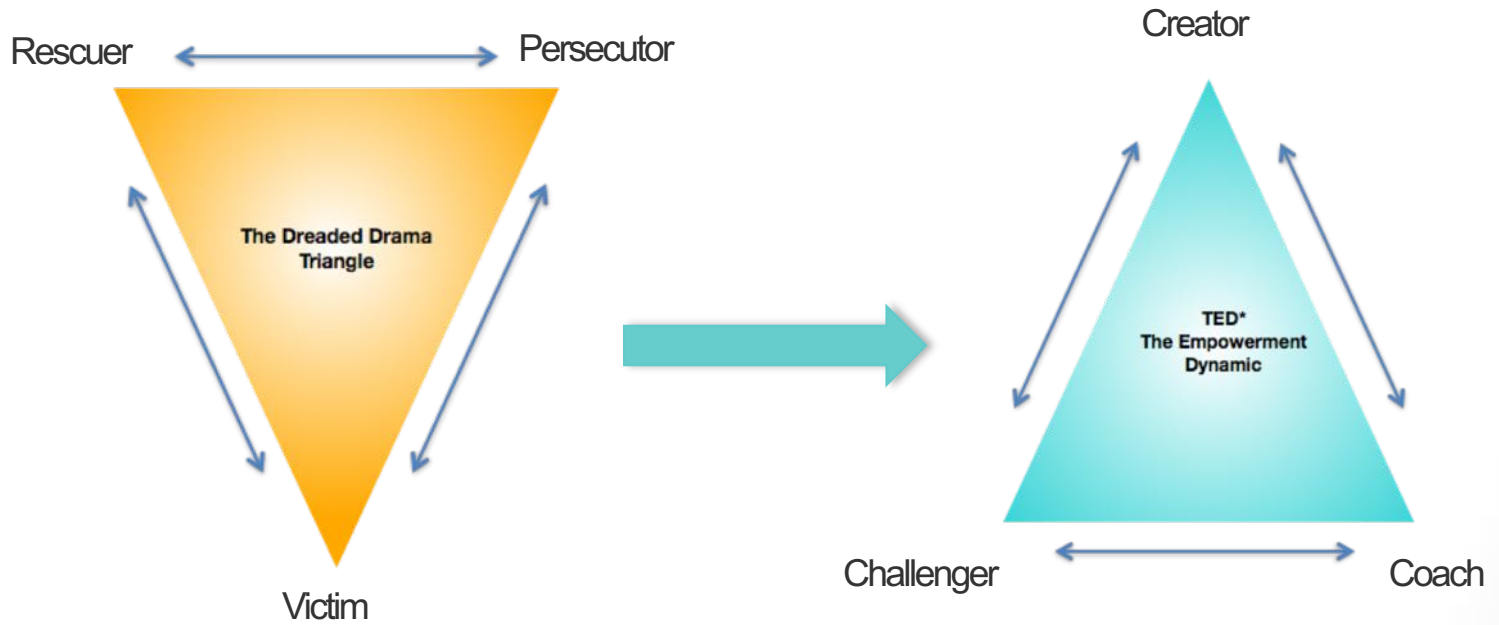 Rescuer
Persecutor
The Dreaded Drama
Triangle
Victim
Creator
TED*
The Empowerment
Dynamic
Challenger
Coach